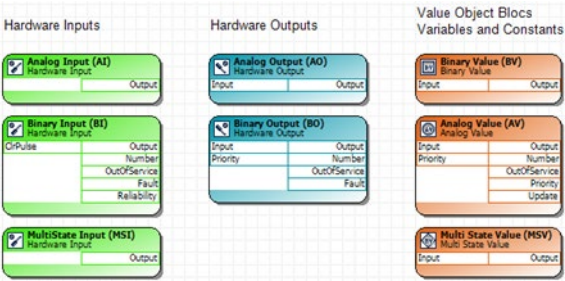 Hardware Inputs
Analog Input (AI)
Hardware Input
Output
Binary Input (BI)
Hardware Input
ClrPulse Output
Number
OutOfService
Fault
Reliability
MultiState Input (MSI)
Hardware Input
Output
Hardware Outputs
Analog Output (AO)
Hardware Output
Input Output
Binary Output (BO)
Hardware Output
Input Output
Priority Number
OutOfService
Fault
Value Object Blocs
Variables and Constants
Binary Value (BV)
Binary Value
Input Output
Analog Value (AV)
Analog Value
Input Output
Priority Number
OutOfService
Priority
Update
Multi State Value (MSV)
Multi State Value
Input Output